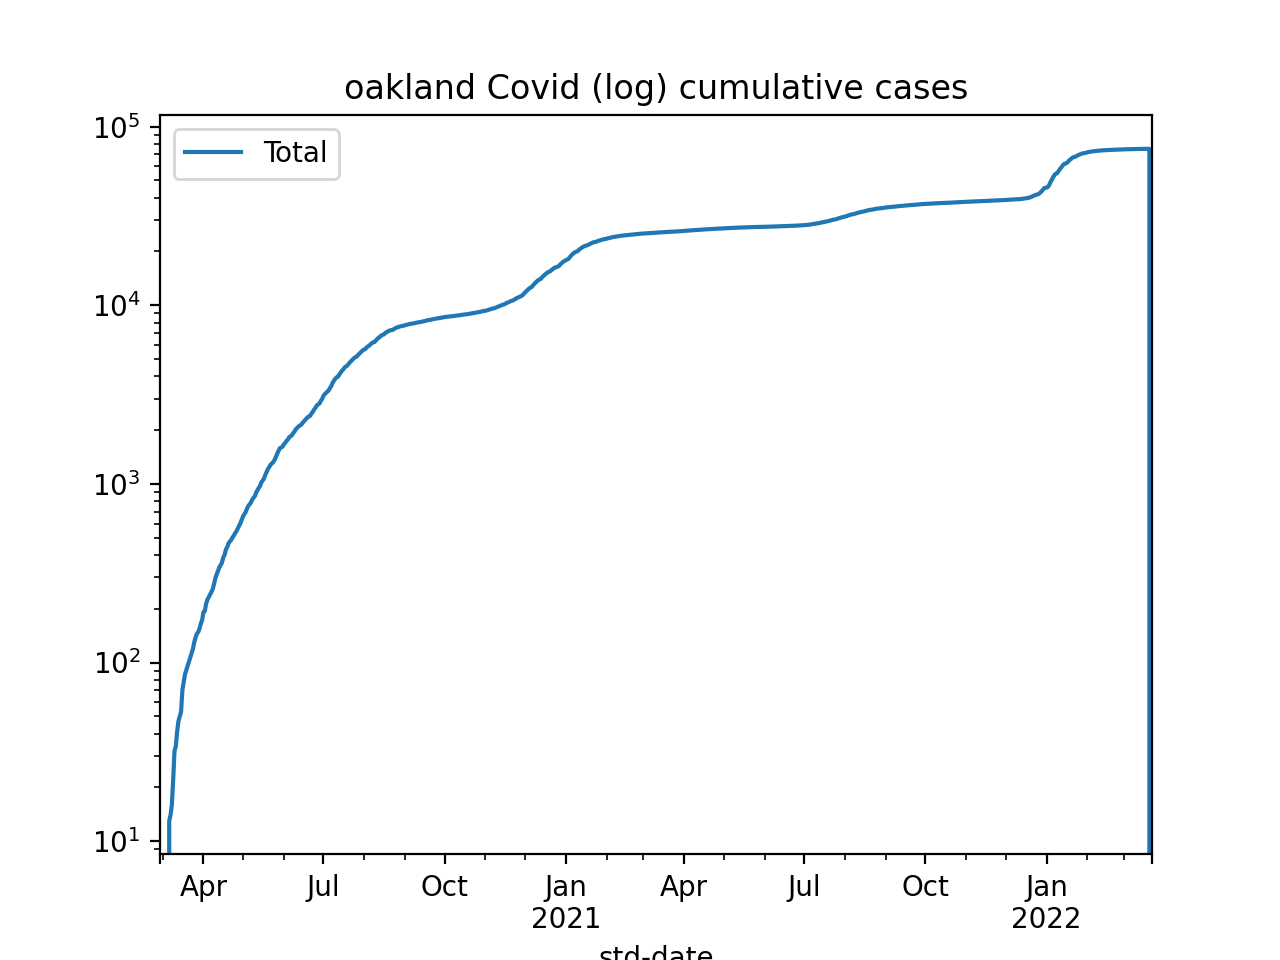 oakland Covid (log) cumulative cases
Total
10^5
10^4
10^3
10^2
10^1
Apr Jul Oct Jan Apr Jul Oct Jan
2021 2022
std-date